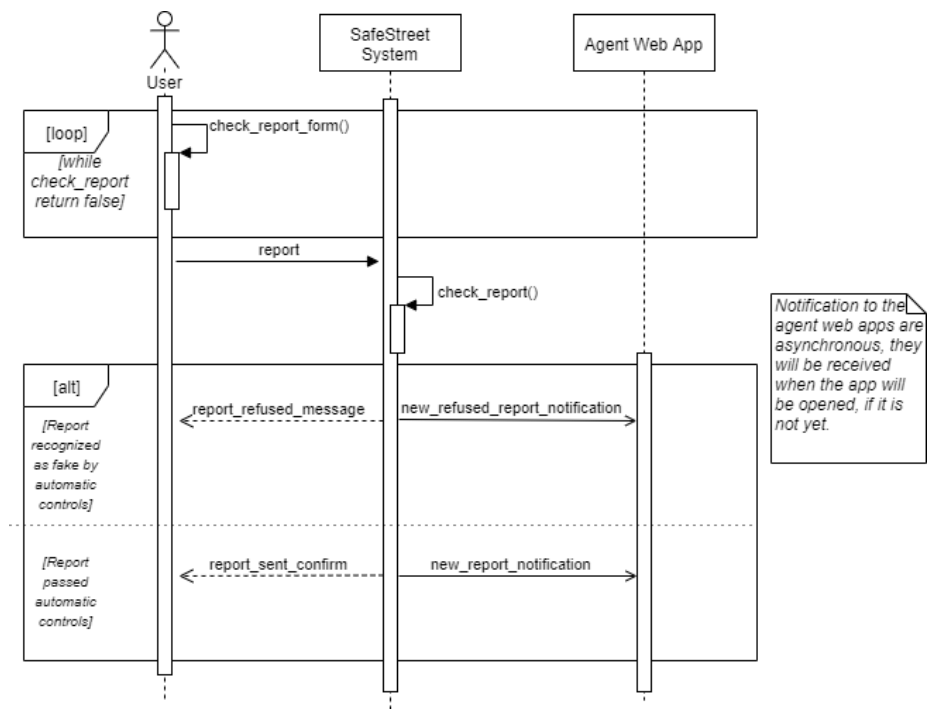 User
SafeStreet
System
Agent Web App
[loop]
[while
check_report
return false]
check_report_form()
report
check_report()
Notification to the
agent web apps are
asynchronous, they
will be received
when the app will
be opened, if it is
not yet.
[alt]
[Report
recognized
as fake by
automatic
controls]
report_refused_message
new_refused_report_notification
[Report
passed
automatic
controls]
report_sent_confirm
new_report_notification